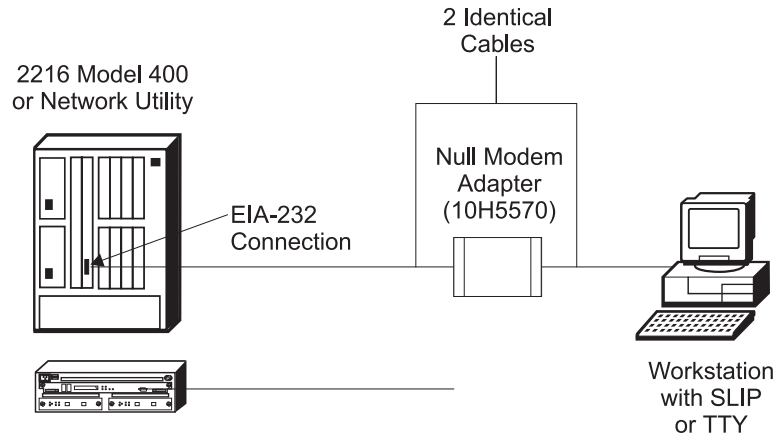 2 Identical
Cables
2216 Model 400
or Network Utility
Null Modem
Adapter
(10H5570)
EIA-232
Connection
Workstation
with SLIP
or TTY